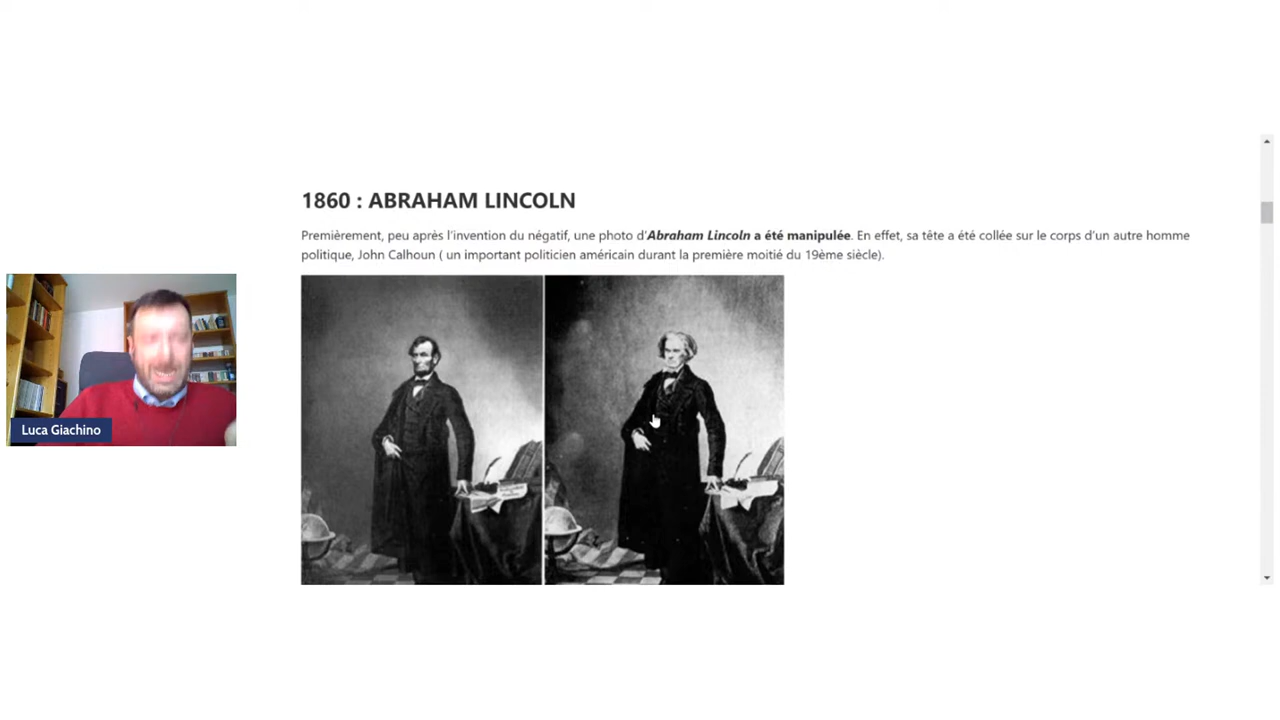 1860 : ABRAHAM LINCOLN
Premièrement, peu après l'invention du négatif, une photo d'Abraham Lincoln a été manipulée. En effet, sa tête a été collée sur le corps d'un autre homme
politique, John Calhoun ( un important politicien américain durant la première moitié du 19ème siècle).
Luca Giachino